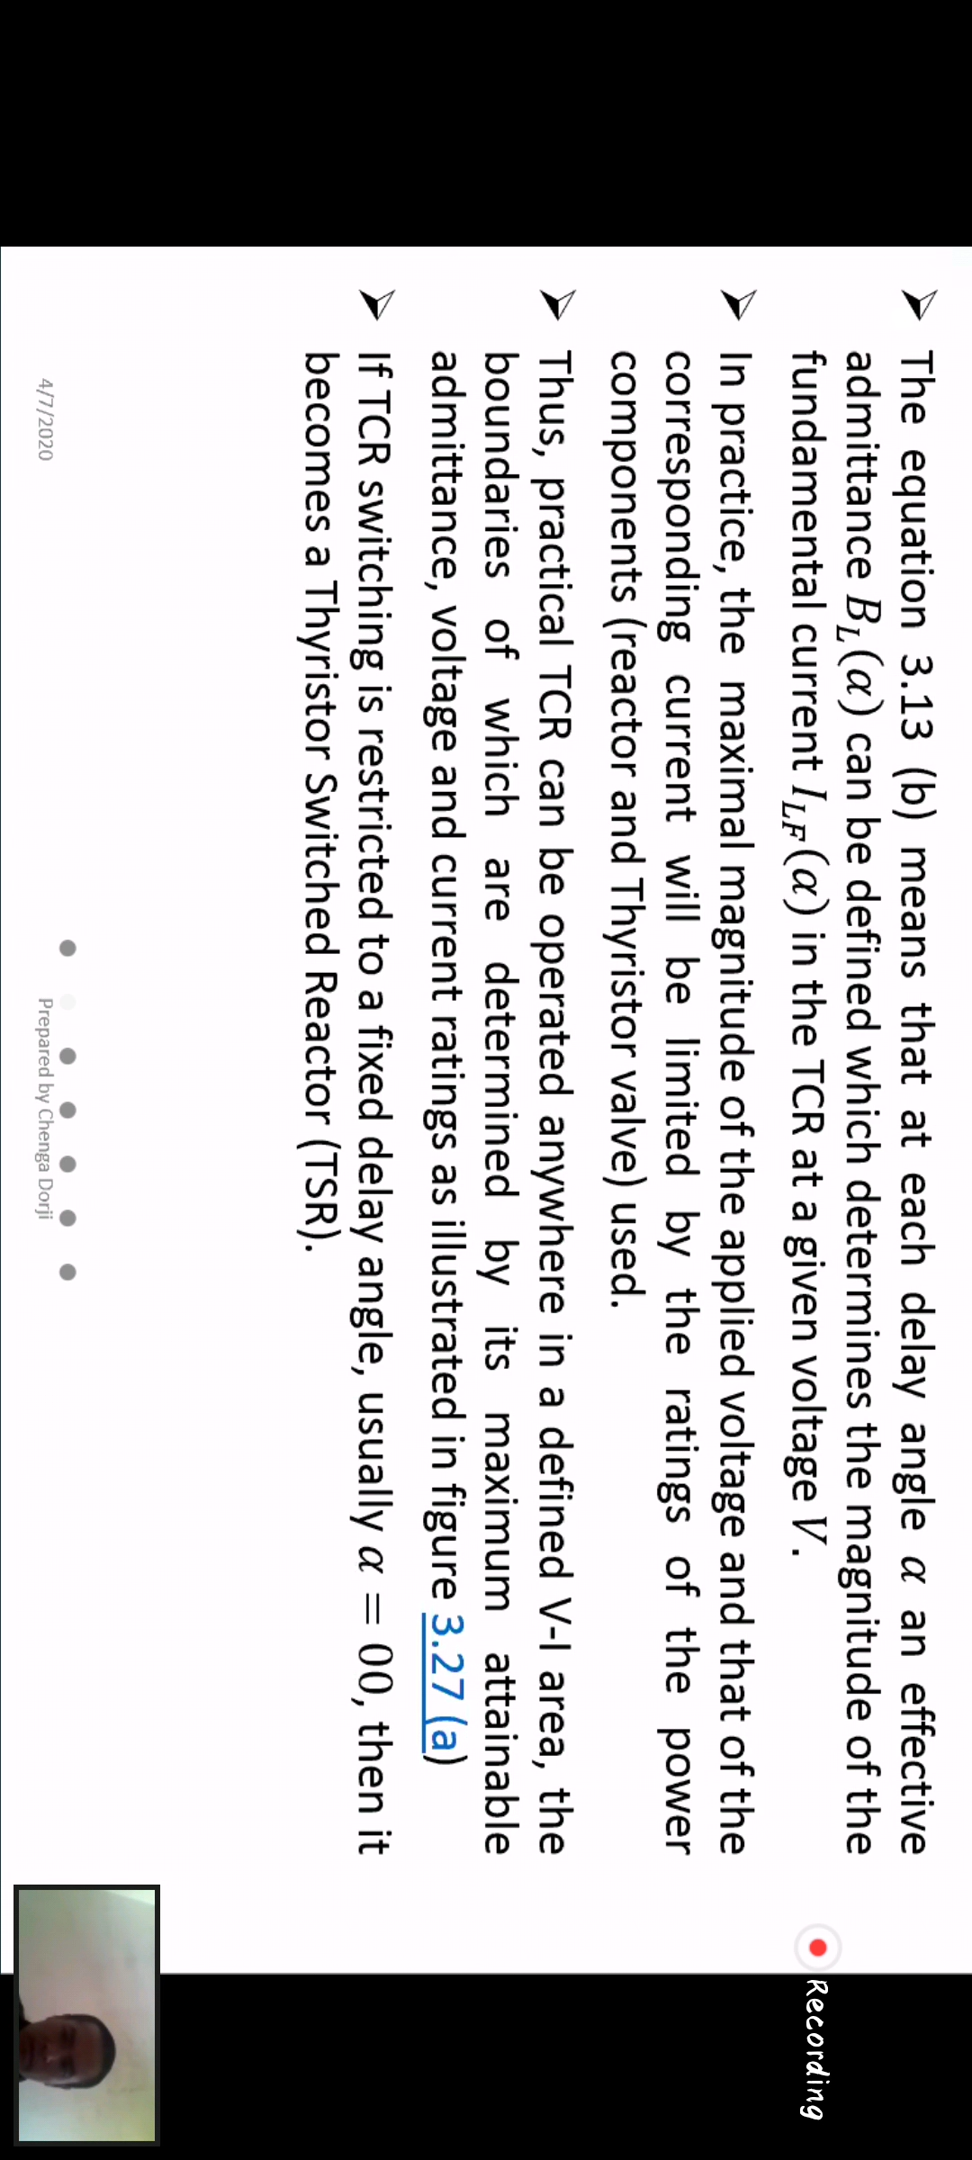 ➢ The equation 3.13 (b) means that at each delay angle α an effective
admittance B_L(α) can be defined which determines the magnitude of the
fundamental current I_LF(α) in the TCR at a given voltage V.
➢ In practice, the maximal magnitude of the applied voltage and that of the
corresponding current will be limited by the ratings of the power
components (reactor and Thyristor valve) used.
➢ Thus, practical TCR can be operated anywhere in a defined V-I area, the
boundaries of which are determined by its maximum attainable
admittance, voltage and current ratings as illustrated in figure 3.27 (a)
➢ If TCR switching is restricted to a fixed delay angle, usually α = 00, then it
becomes a Thyristor Switched Reactor (TSR).
4/7/2020
Prepared by Chenga Dorji
Recording